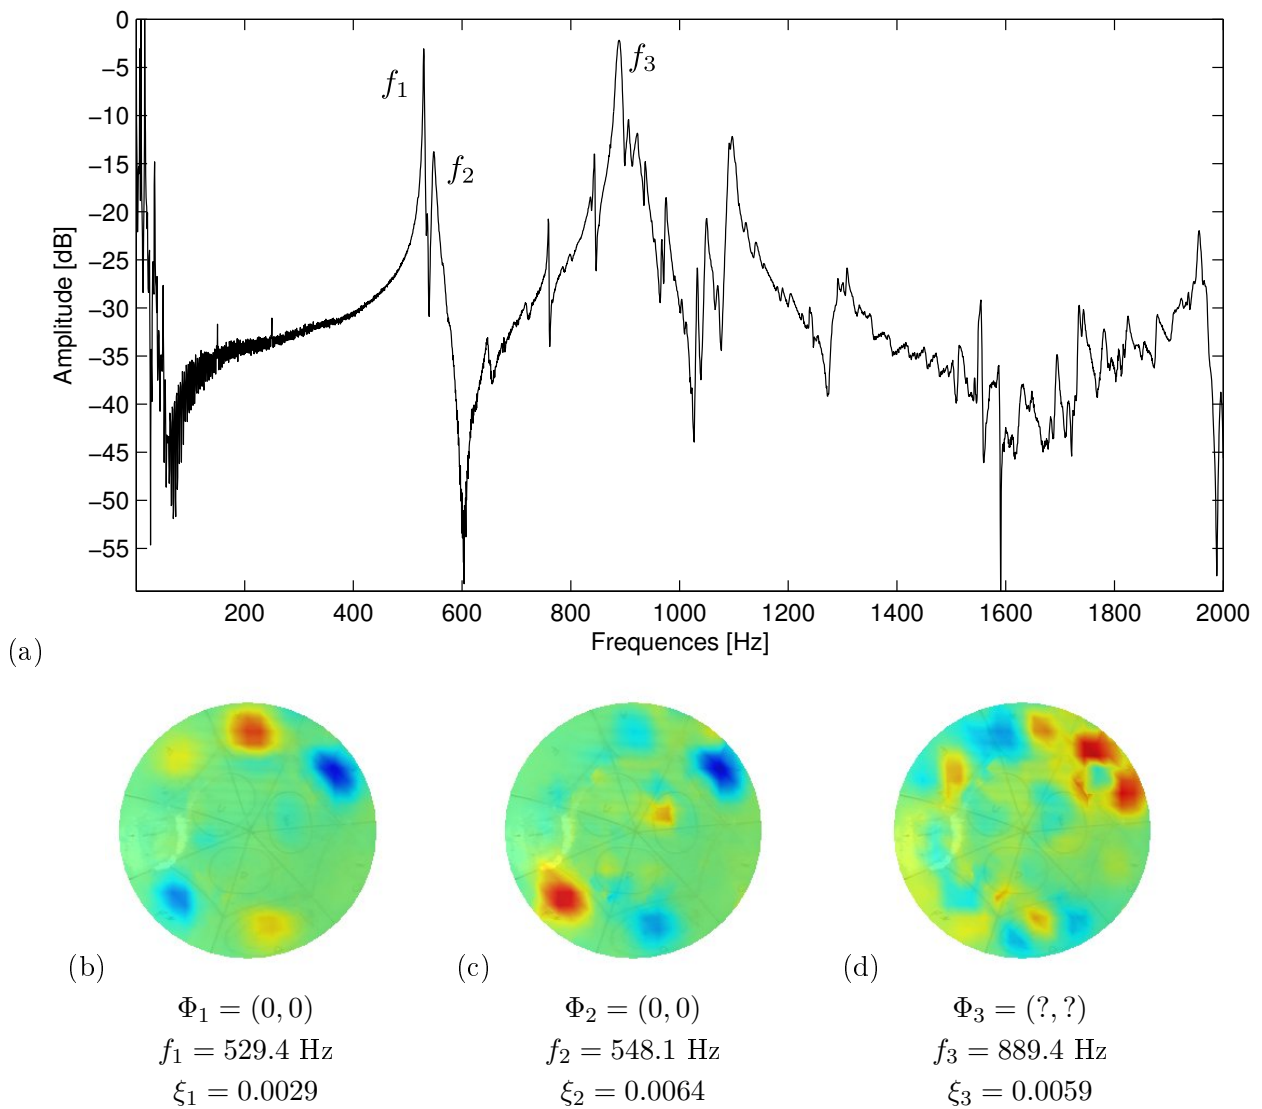 0
−5
−10
−15
−20
−25
−30
−35
−40
−45
−50
−55
Amplitude [dB]
f₁
f₂
f₃
200 400 600 800 1000 1200 1400 1600 1800 2000
Frequences [Hz]
(a)
(b) (c) (d)
Φ₁ = (0, 0) Φ₂ = (0, 0) Φ₃ = (?, ?)
f₁ = 529.4 Hz f₂ = 548.1 Hz f₃ = 889.4 Hz
ξ₁ = 0.0029 ξ₂ = 0.0064 ξ₃ = 0.0059